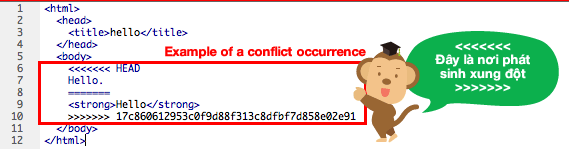 1 <html>
2 <head>
3 <title>hello</title>
4 </head>
5 <body>
Example of a conflict occurrence
6 <<<<<<< HEAD
7 Hello.
8 =======
9 <strong>Hello</strong>
10 >>>>>>> 17c860612953c0f9d88f313c8dfbf7d858e02e91
11 </body>
12 </html>
<<<<<<<
Đây là nơi phát
sinh xung đột
>>>>>>>